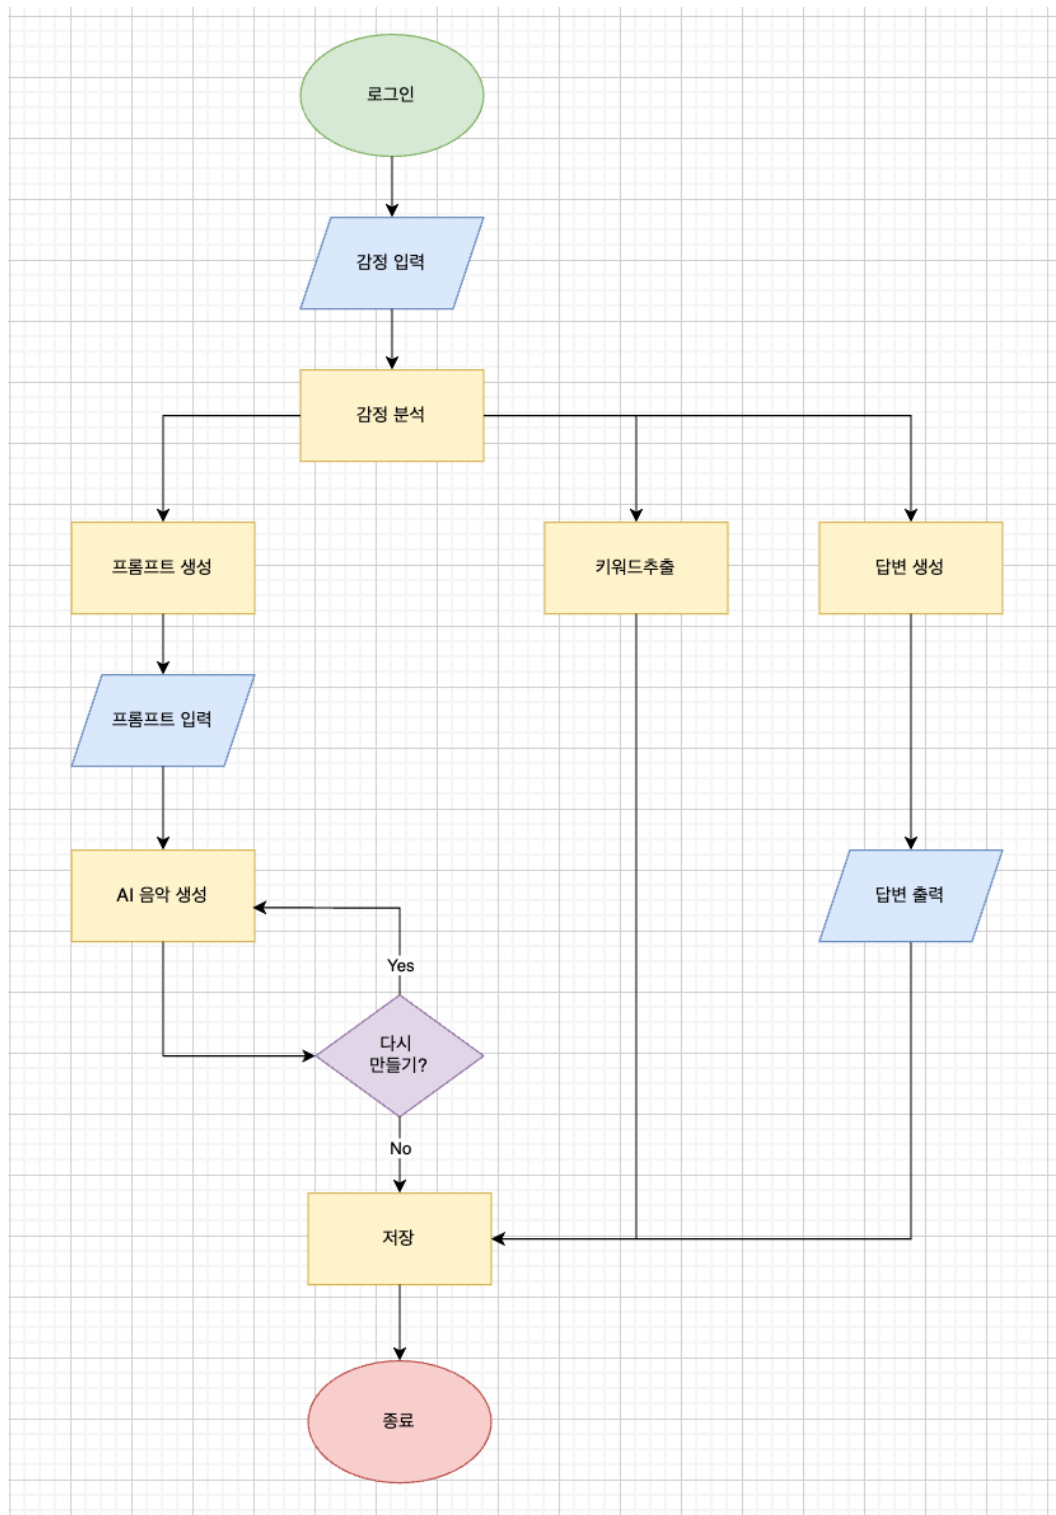 로그인
감정 입력
감정 분석
프롬프트 생성
키워드추출
답변 생성
프롬프트 입력
AI 음악 생성
답변 출력
Yes
다시
만들기?
No
저장
종료